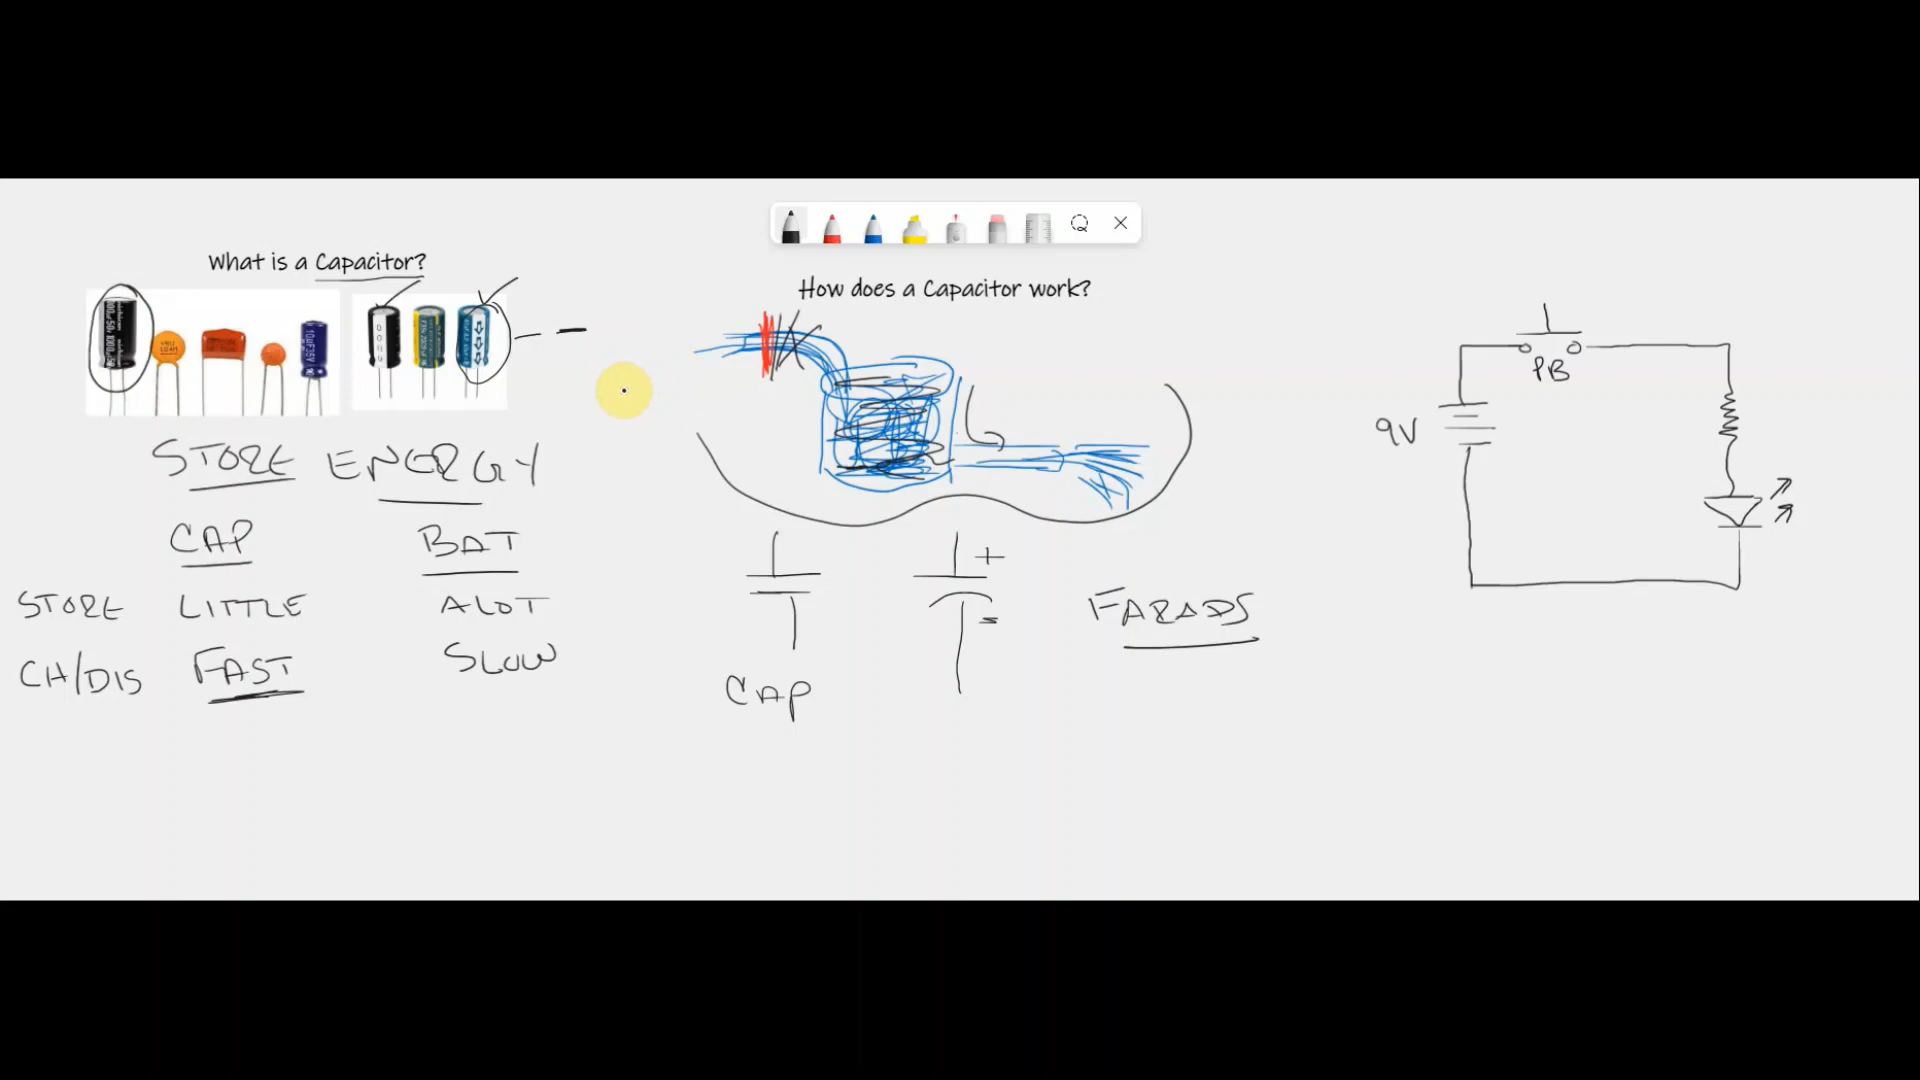 What is a Capacitor?
STORE ENERGY
CAP BAT
STORE LITTLE A LOT
CH/DIS FAST SLOW
How does a Capacitor work?
+
-
CAP
FARADS
PB
9V